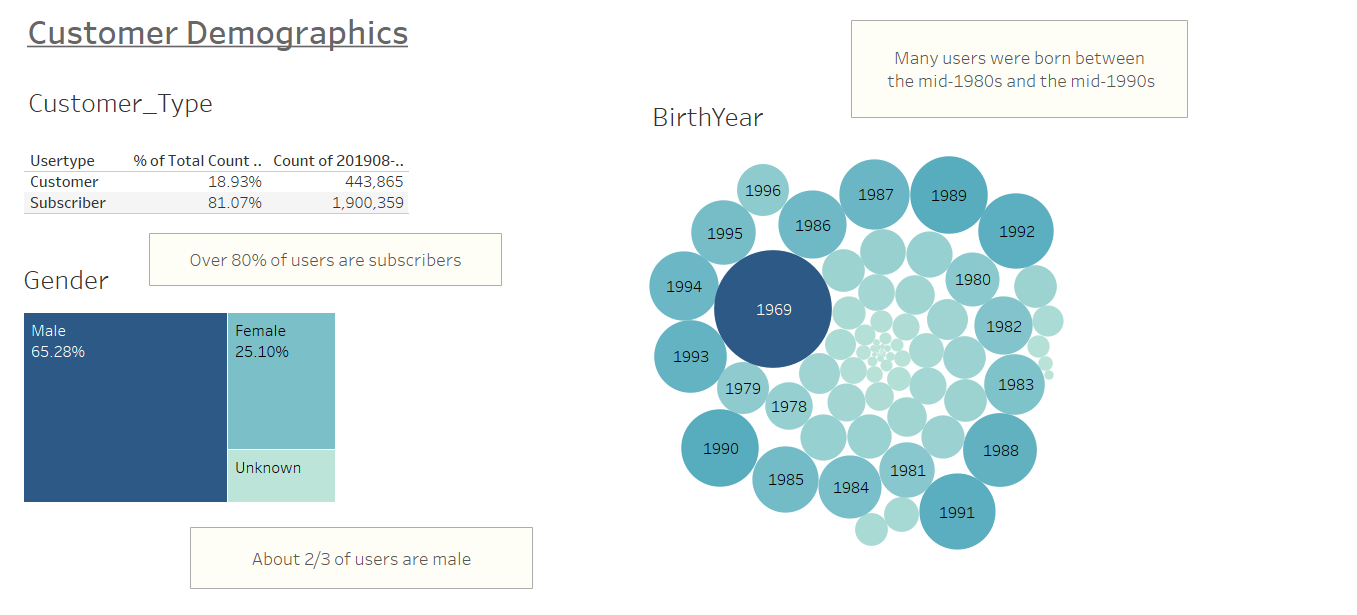 Customer Demographics
Many users were born between
the mid-1980s and the mid-1990s
Customer_Type
BirthYear
Usertype % of Total Count .. Count of 201908-..
Customer 18.93% 443,865
Subscriber 81.07% 1,900,359
Over 80% of users are subscribers
Gender
Male
65.28%
Female
25.10%
Unknown
About 2/3 of users are male
1996
1987
1989
1995
1986
1992
1994
1980
1969
1982
1993
1979
1983
1978
1990
1988
1985
1984
1981
1991